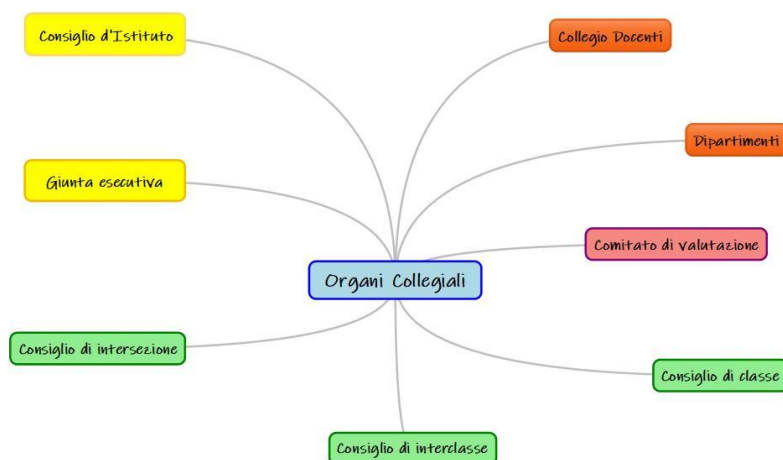 Consiglio d'Istituto
Collegio Docenti
Dipartimenti
Giunta esecutiva
Comitato di valutazione
Organi Collegiali
Consiglio di intersezione
Consiglio di classe
Consiglio di interclasse